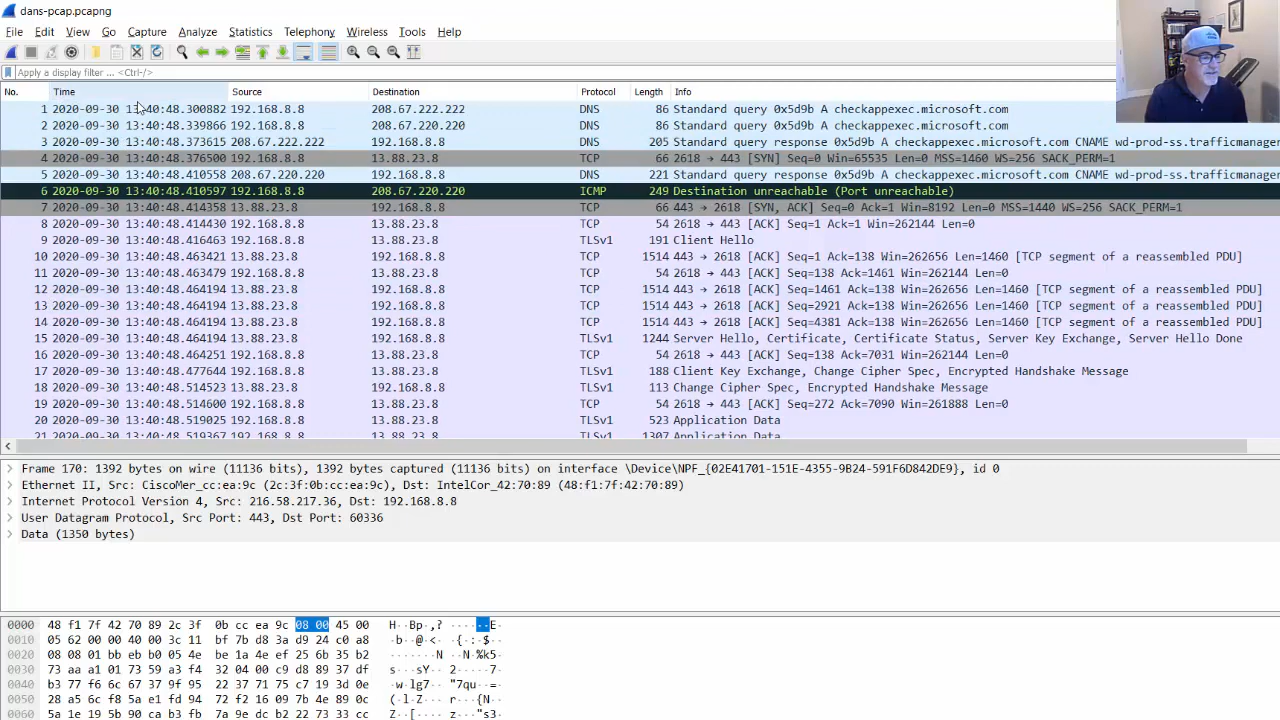 dans-pcap.pcapng
File Edit View Go Capture Analyze Statistics Telephony Wireless Tools Help
Apply a display filter ... <Ctrl-/>
No. Time Source Destination Protocol Length Info
1 2020-09-30 13:40:48.300882 192.168.8.8 208.67.222.222 DNS 86 Standard query 0x5d9b A checkappexec.microsoft.com
2 2020-09-30 13:40:48.339866 192.168.8.8 208.67.220.220 DNS 86 Standard query 0x5d9b A checkappexec.microsoft.com
3 2020-09-30 13:40:48.373615 208.67.222.222 192.168.8.8 DNS 205 Standard query response 0x5d9b A checkappexec.microsoft.com CNAME wd-prod-ss.trafficmanager
4 2020-09-30 13:40:48.376500 192.168.8.8 13.88.23.8 TCP 66 2618 → 443 [SYN] Seq=0 Win=65535 Len=0 MSS=1460 WS=256 SACK_PERM=1
5 2020-09-30 13:40:48.410558 208.67.220.220 192.168.8.8 DNS 221 Standard query response 0x5d9b A checkappexec.microsoft.com CNAME wd-prod-ss.trafficmanager
6 2020-09-30 13:40:48.410597 192.168.8.8 208.67.220.220 ICMP 249 Destination unreachable (Port unreachable)
7 2020-09-30 13:40:48.414358 13.88.23.8 192.168.8.8 TCP 66 443 → 2618 [SYN, ACK] Seq=0 Ack=1 Win=8192 Len=0 MSS=1440 WS=256 SACK_PERM=1
8 2020-09-30 13:40:48.414430 192.168.8.8 13.88.23.8 TCP 54 2618 → 443 [ACK] Seq=1 Ack=1 Win=262144 Len=0
9 2020-09-30 13:40:48.416463 192.168.8.8 13.88.23.8 TLSv1 191 Client Hello
10 2020-09-30 13:40:48.463421 13.88.23.8 192.168.8.8 TCP 1514 443 → 2618 [ACK] Seq=1 Ack=138 Win=262656 Len=1460 [TCP segment of a reassembled PDU]
11 2020-09-30 13:40:48.463479 192.168.8.8 13.88.23.8 TCP 54 2618 → 443 [ACK] Seq=138 Ack=1461 Win=262144 Len=0
12 2020-09-30 13:40:48.464194 13.88.23.8 192.168.8.8 TCP 1514 443 → 2618 [ACK] Seq=1461 Ack=138 Win=262656 Len=1460 [TCP segment of a reassembled PDU]
13 2020-09-30 13:40:48.464194 13.88.23.8 192.168.8.8 TCP 1514 443 → 2618 [ACK] Seq=2921 Ack=138 Win=262656 Len=1460 [TCP segment of a reassembled PDU]
14 2020-09-30 13:40:48.464194 13.88.23.8 192.168.8.8 TCP 1514 443 → 2618 [ACK] Seq=4381 Ack=138 Win=262656 Len=1460 [TCP segment of a reassembled PDU]
15 2020-09-30 13:40:48.464194 13.88.23.8 192.168.8.8 TLSv1 1244 Server Hello, Certificate, Certificate Status, Server Key Exchange, Server Hello Done
16 2020-09-30 13:40:48.464251 192.168.8.8 13.88.23.8 TCP 54 2618 → 443 [ACK] Seq=138 Ack=7031 Win=262144 Len=0
17 2020-09-30 13:40:48.477644 192.168.8.8 13.88.23.8 TLSv1 188 Client Key Exchange, Change Cipher Spec, Encrypted Handshake Message
18 2020-09-30 13:40:48.514523 13.88.23.8 192.168.8.8 TLSv1 113 Change Cipher Spec, Encrypted Handshake Message
19 2020-09-30 13:40:48.514600 192.168.8.8 13.88.23.8 TCP 54 2618 → 443 [ACK] Seq=272 Ack=7090 Win=261888 Len=0
20 2020-09-30 13:40:48.519025 192.168.8.8 13.88.23.8 TLSv1 523 Application Data
21 2020-09-30 13:40:48.519367 192.168.8.8 13.88.23.8 TLSv1 1307 Application Data
Frame 170: 1392 bytes on wire (11136 bits), 1392 bytes captured (11136 bits) on interface \Device\NPF_{02E41701-151E-4355-9B24-591F6D842DE9}, id 0
Ethernet II, Src: CiscoMer_cc:ea:9c (2c:3f:0b:cc:ea:9c), Dst: IntelCor_42:70:89 (48:f1:7f:42:70:89)
Internet Protocol Version 4, Src: 216.58.217.36, Dst: 192.168.8.8
User Datagram Protocol, Src Port: 443, Dst Port: 60336
Data (1350 bytes)
0000 48 f1 7f 42 70 89 2c 3f 0b cc ea 9c 08 00 45 00 H··Bp·,? ······E·
0010 05 62 00 00 40 00 3c 11 bf 7b d8 3a d9 24 c0 a8 ·b··@·<· ·{·:·$··
0020 08 08 01 bb eb b0 05 4e be 1a 4e ef 25 6b 35 b2 ·······N ··N·%k5·
0030 73 aa a1 01 73 59 a3 f4 32 04 00 c9 d8 89 37 df s···sY·· 2·····7·
0040 b3 77 f6 6c 67 37 9f 95 22 37 71 75 c7 19 3d 0e ·w·lg7·· "7qu··=·
0050 28 a5 6c f8 5a e1 fd 94 72 f2 16 09 7b 4e 89 0c (·l·Z··· r···{N··
0060 5a 1e 19 5b 90 ca b3 fb 7a 9e dc b2 22 73 33 cc Z··[···· z···"s3·